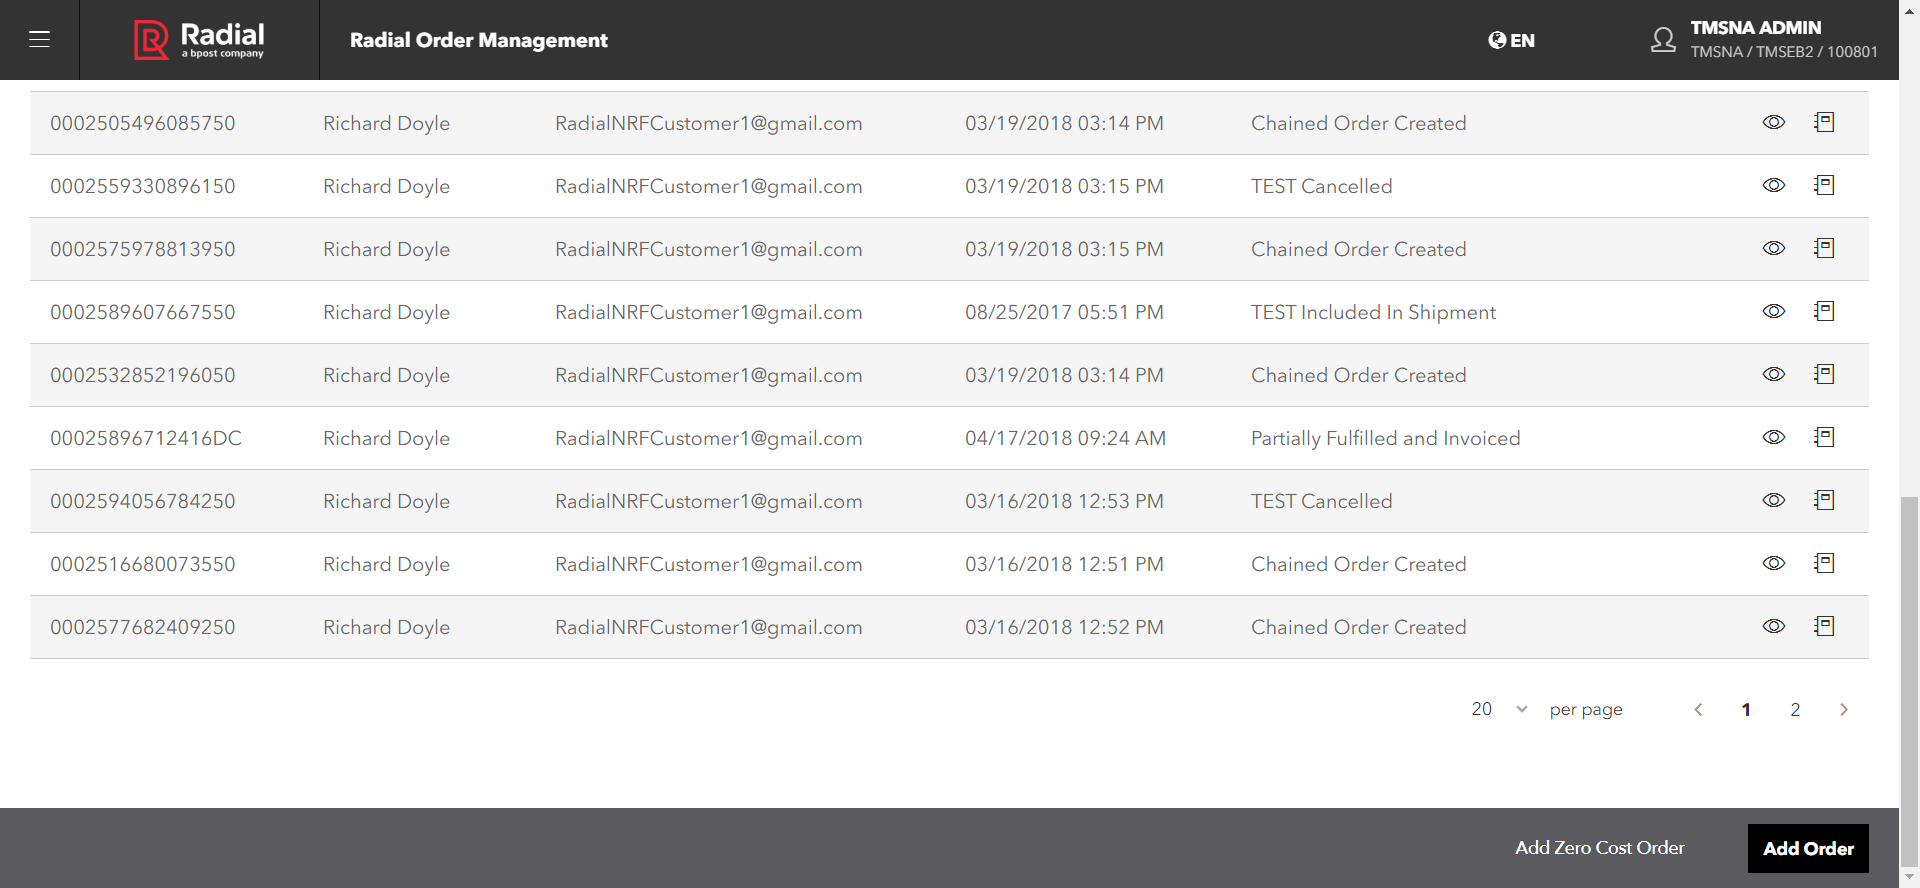 Radial
a bpost company
Radial Order Management
EN
TMSNA ADMIN
TMSNA / TMSEB2 / 100801
0002505496085750 Richard Doyle RadialNRFCustomer1@gmail.com 03/19/2018 03:14 PM Chained Order Created
0002559330896150 Richard Doyle RadialNRFCustomer1@gmail.com 03/19/2018 03:15 PM TEST Cancelled
0002575978813950 Richard Doyle RadialNRFCustomer1@gmail.com 03/19/2018 03:15 PM Chained Order Created
0002589607667550 Richard Doyle RadialNRFCustomer1@gmail.com 08/25/2017 05:51 PM TEST Included In Shipment
0002532852196050 Richard Doyle RadialNRFCustomer1@gmail.com 03/19/2018 03:14 PM Chained Order Created
00025896712416DC Richard Doyle RadialNRFCustomer1@gmail.com 04/17/2018 09:24 AM Partially Fulfilled and Invoiced
0002594056784250 Richard Doyle RadialNRFCustomer1@gmail.com 03/16/2018 12:53 PM TEST Cancelled
0002516680073550 Richard Doyle RadialNRFCustomer1@gmail.com 03/16/2018 12:51 PM Chained Order Created
0002577682409250 Richard Doyle RadialNRFCustomer1@gmail.com 03/16/2018 12:52 PM Chained Order Created
20 per page 1 2
Add Zero Cost Order Add Order